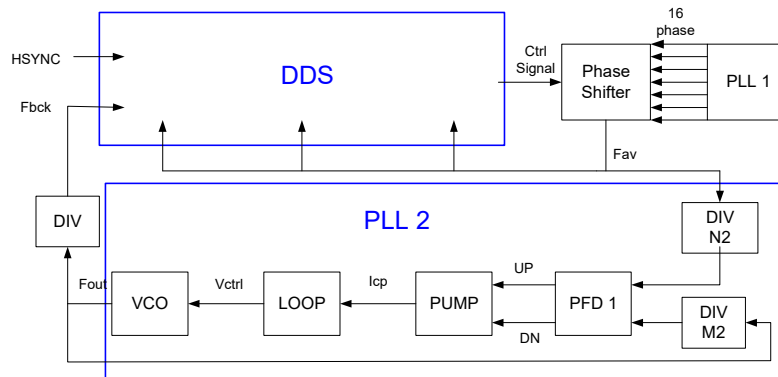 16
phase
HSYNC
Ctrl
Signal
DDS
Phase
Shifter
PLL 1
Fbck
Fav
DIV
PLL 2
DIV
N2
Fout
VCO
Vctrl
LOOP
Icp
PUMP
UP
DN
PFD 1
DIV
M2